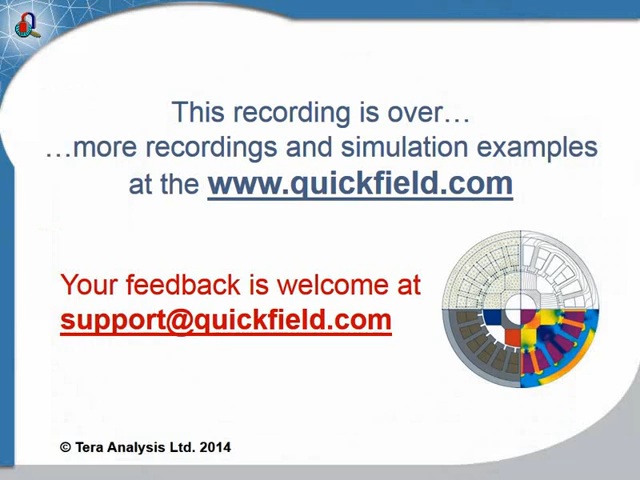 This recording is over…
…more recordings and simulation examples
at the www.quickfield.com
Your feedback is welcome at
support@quickfield.com
© Tera Analysis Ltd. 2014